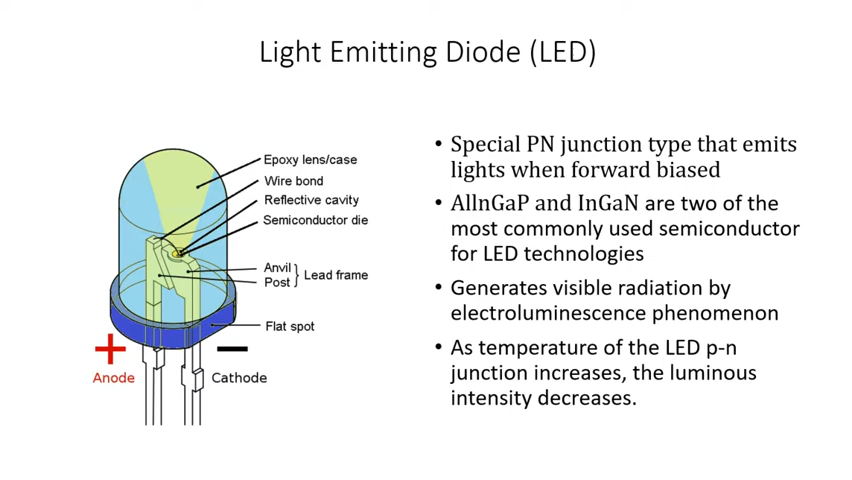 Light Emitting Diode (LED)
Epoxy lens/case
Wire bond
Reflective cavity
Semiconductor die
Anvil
Post
Lead frame
Flat spot
+
−
Anode
Cathode
• Special PN junction type that emits
lights when forward biased
• AllnGaP and InGaN are two of the
most commonly used semiconductor
for LED technologies
• Generates visible radiation by
electroluminescence phenomenon
• As temperature of the LED p-n
junction increases, the luminous
intensity decreases.